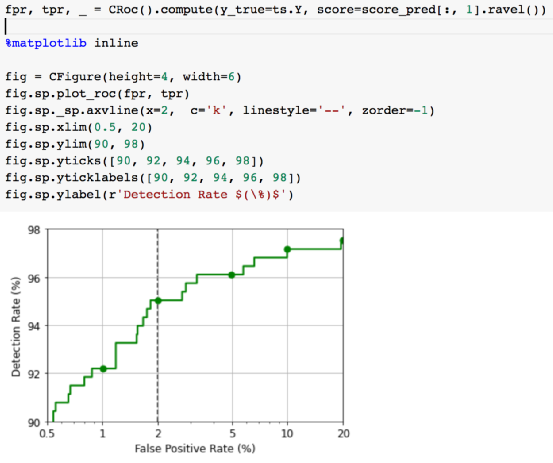 fpr, tpr, _ = CRoc().compute(y_true=ts.Y, score=score_pred[:, 1].ravel())
%matplotlib inline
fig = CFigure(height=4, width=6)
fig.sp.plot_roc(fpr, tpr)
fig.sp._sp.axvline(x=2,  c='k', linestyle='--', zorder=-1)
fig.sp.xlim(0.5, 20)
fig.sp.ylim(90, 98)
fig.sp.yticks([90, 92, 94, 96, 98])
fig.sp.yticklabels([90, 92, 94, 96, 98])
fig.sp.ylabel(r'Detection Rate $(\%)$')
98
96
94
92
90
Detection Rate (%)
0.5 1 2 5 10 20
False Positive Rate (%)